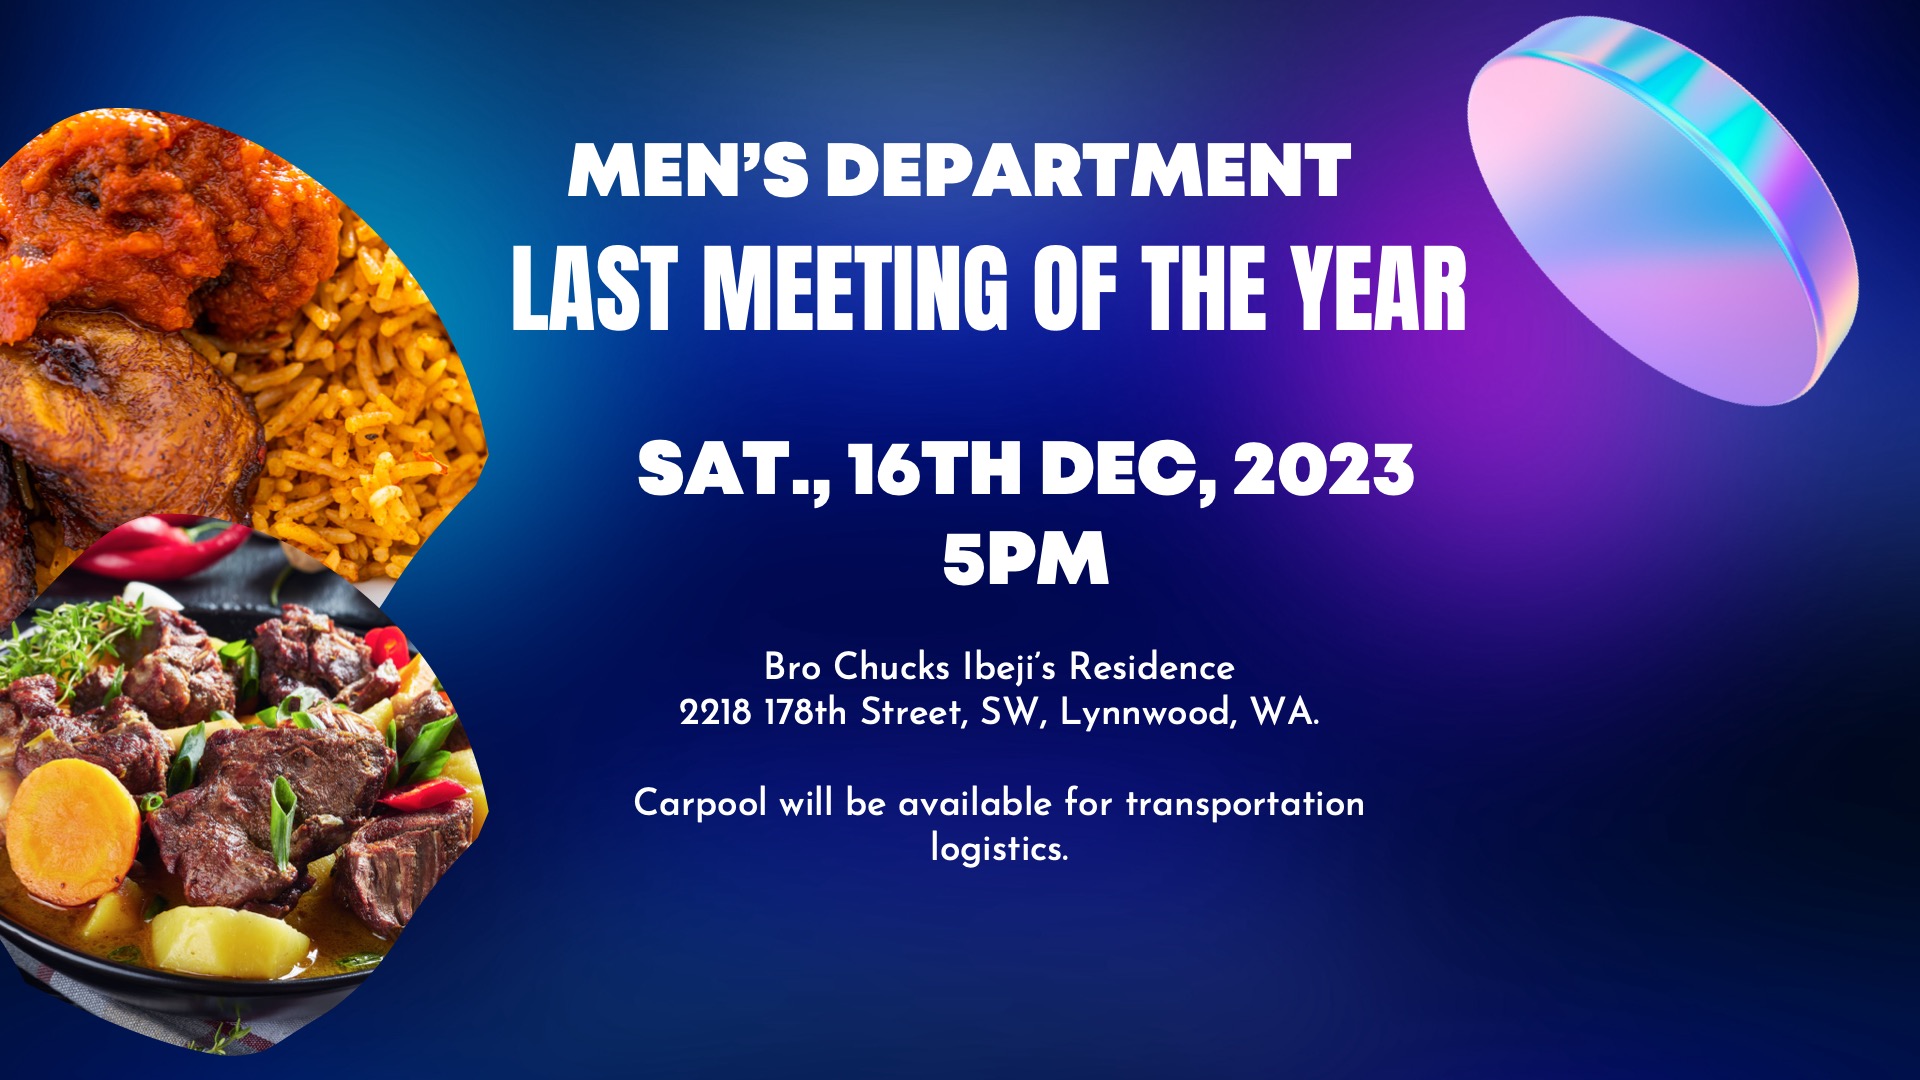 MEN’S DEPARTMENT
LAST MEETING OF THE YEAR
SAT., 16TH DEC, 2023
5PM
Bro Chucks Ibeji’s Residence
2218 178th Street, SW, Lynnwood, WA.
Carpool will be available for transportation
logistics.